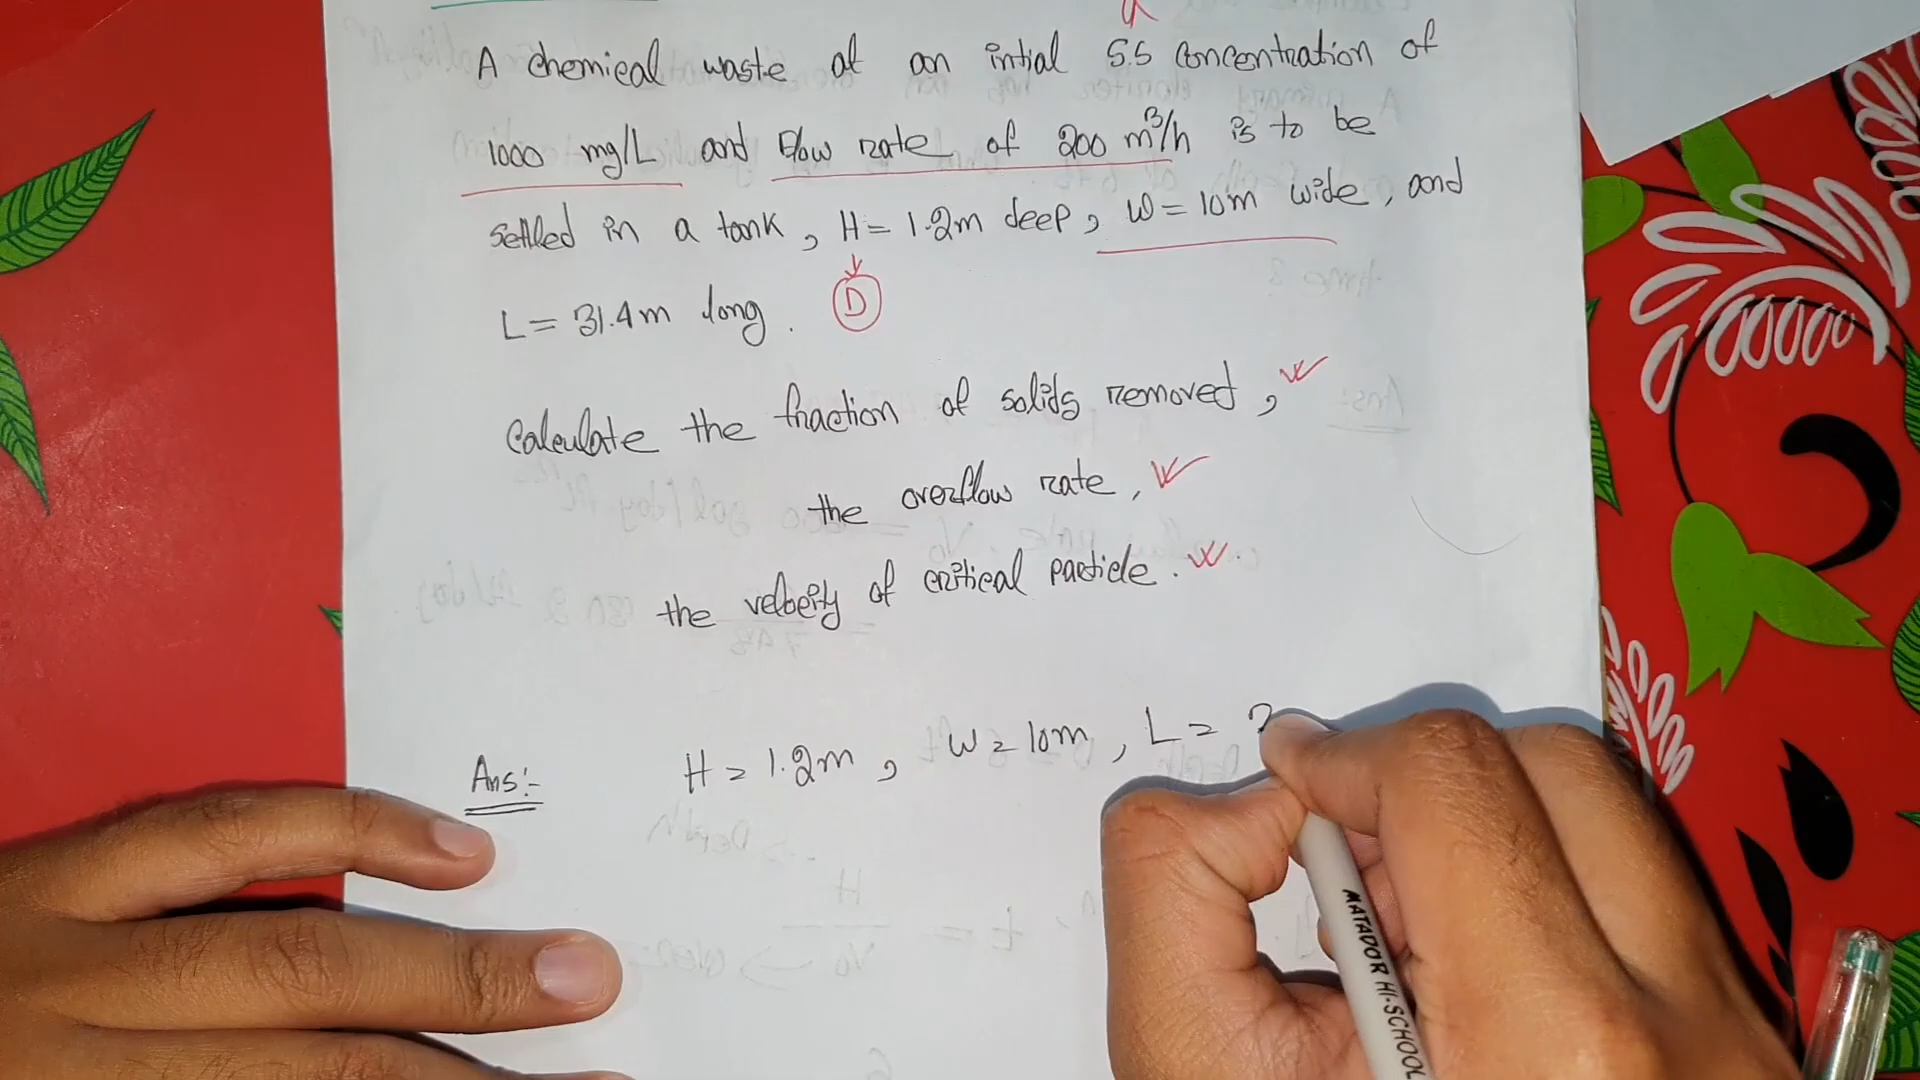 A chemical waste at an intial S.S concentration of
1000 mg/L and flow rate of 200 m³/h is to be
settled in a tank, H = 1.2m deep, W = 10m wide, and
L = 31.4m long. D
calculate the fraction of solids removed,
the overflow rate,
the velocity of critical particle.
Ans:- H = 1.2m, W = 10m, L =
MATADOR HI-SCHOOL